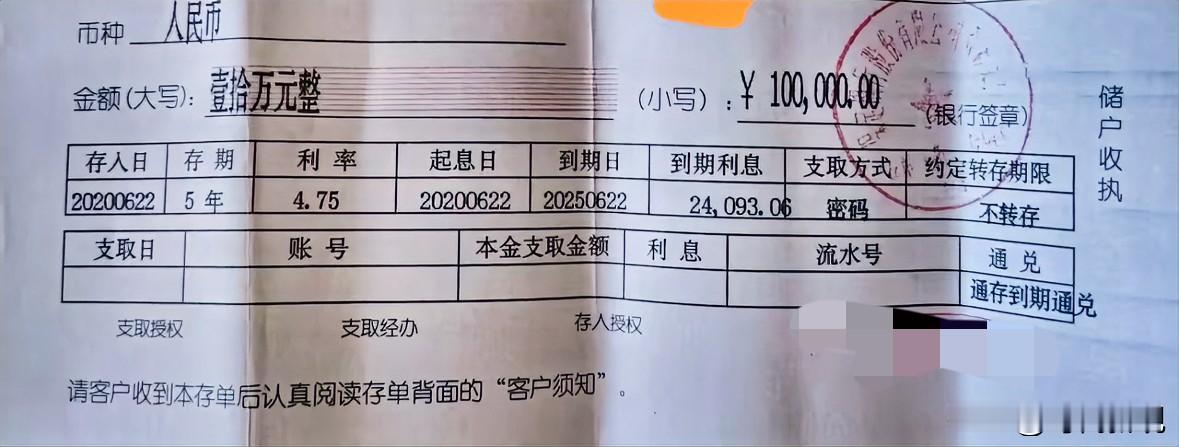 币种 人民币
金额(大写): 壹拾万元整 (小写): ¥ 100,000.00 (银行签章)
储户收执
存入日 存期 利率 起息日 到期日 到期利息 支取方式 约定转存期限
20200622 5年 4.75 20200622 20250622 24,093.06 密码 不转存
支取日 账号 本金支取金额 利息 流水号 通兑
通存到期通兑
支取授权 支取经办 存入授权
请客户收到本存单后认真阅读存单背面的“客户须知”。